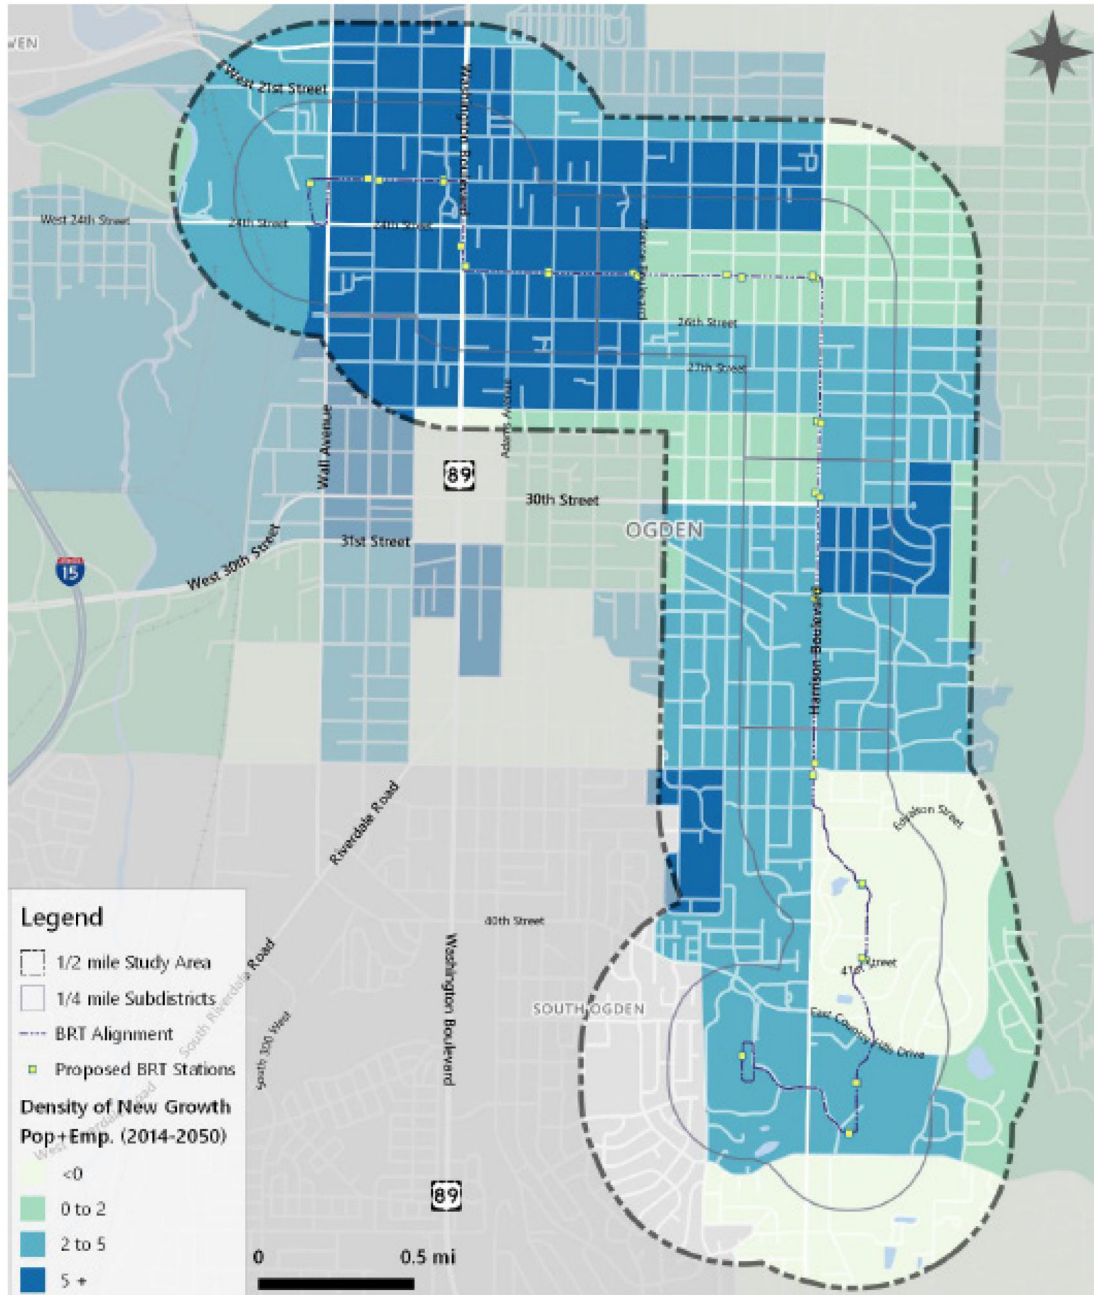 West 21st Street
Washington Boulevard
West 24th Street
24th Street
24th Street
26th Street
27th Street
Adams Avenue
Wall Avenue
89
30th Street
OGDEN
31st Street
West 30th Street
15
Harrison Boulevard
Riverdale Road
Edvalson Street
40th Street
41st Street
SOUTH OGDEN
East Country Hills Drive
Washington Boulevard
South 300 West
South Riverdale Road
West Riverdale Road
89
Legend
1/2 mile Study Area
1/4 mile Subdistricts
BRT Alignment
Proposed BRT Stations
Density of New Growth
Pop+Emp. (2014-2050)
<0
0 to 2
2 to 5
5 +
0 0.5 mi